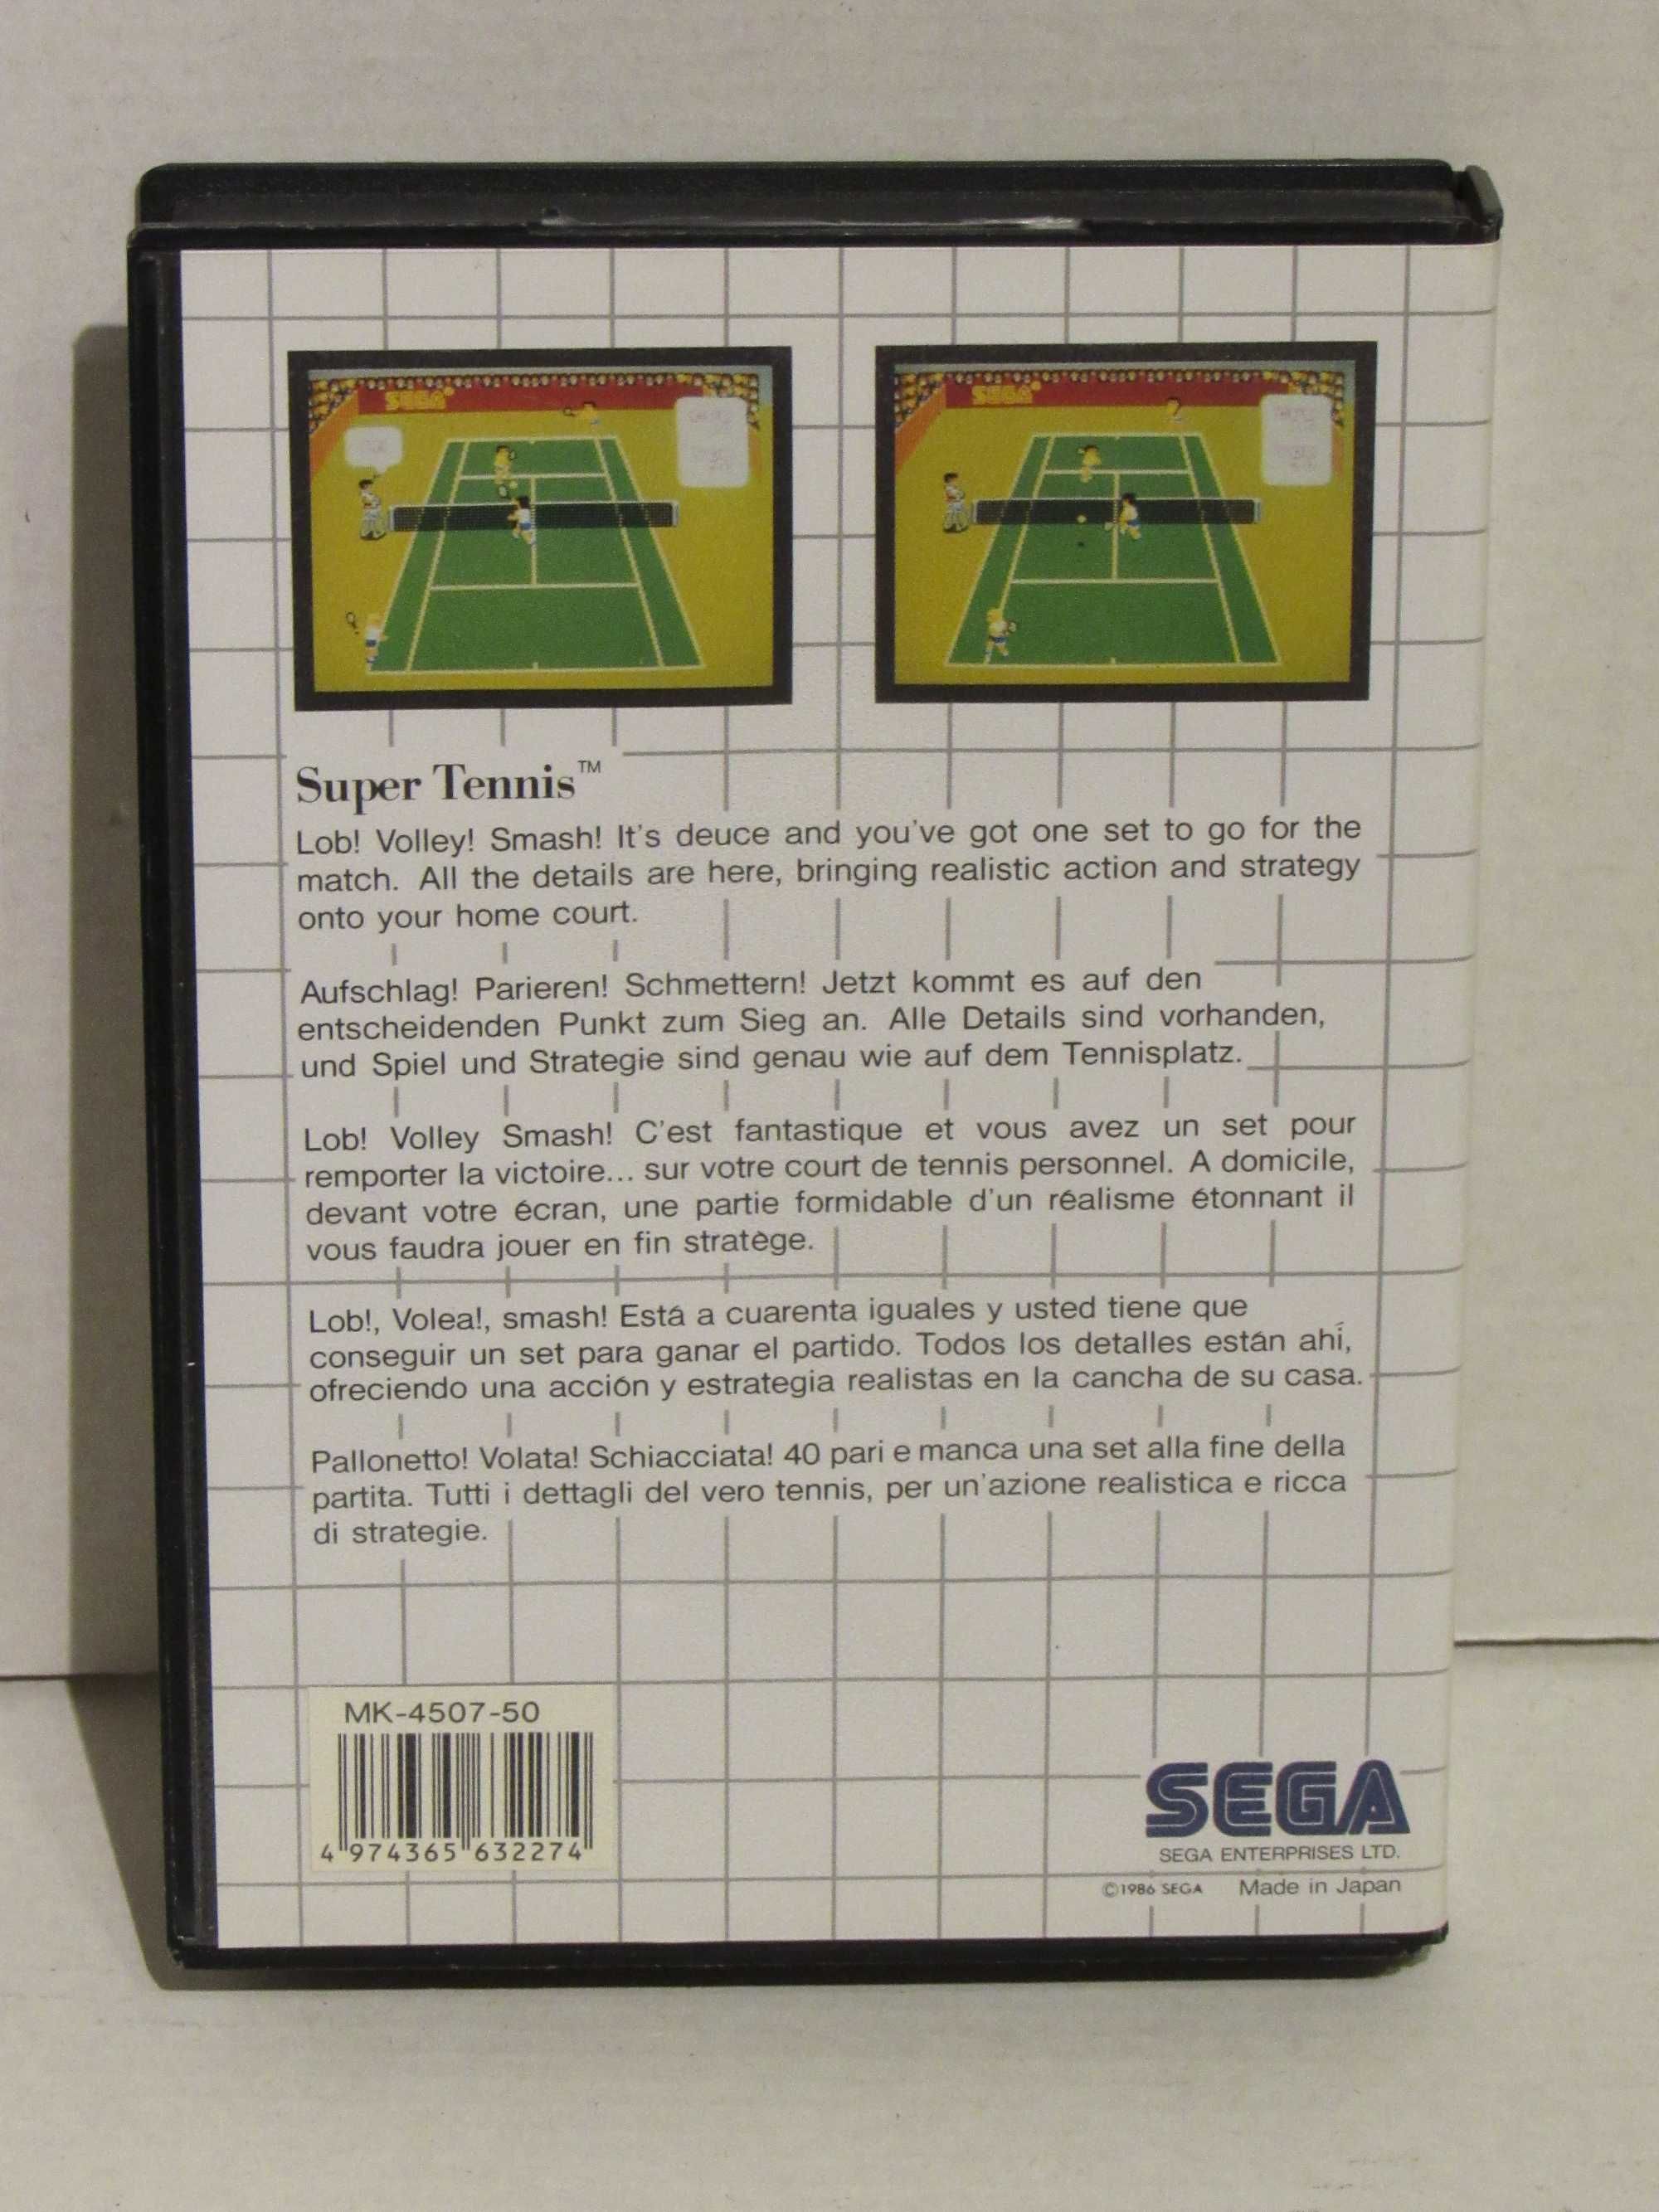 SEGA
SEGA
Super Tennis™
Lob! Volley! Smash! It's deuce and you've got one set to go for the
match. All the details are here, bringing realistic action and strategy
onto your home court.
Aufschlag! Parieren! Schmettern! Jetzt kommt es auf den
entscheidenden Punkt zum Sieg an. Alle Details sind vorhanden,
und Spiel und Strategie sind genau wie auf dem Tennisplatz.
Lob! Volley Smash! C'est fantastique et vous avez un set pour
remporter la victoire... sur votre court de tennis personnel. A domicile,
devant votre écran, une partie formidable d'un réalisme étonnant il
vous faudra jouer en fin stratège.
Lob!, Volea!, smash! Está a cuarenta iguales y usted tiene que
conseguir un set para ganar el partido. Todos los detalles están ahí,
ofreciendo una acción y estrategia realistas en la cancha de su casa.
Pallonetto! Volata! Schiacciata! 40 pari e manca una set alla fine della
partita. Tutti i dettagli del vero tennis, per un'azione realistica e ricca
di strategie.
MK-4507-50
4 974365 632274
SEGA
SEGA ENTERPRISES LTD.
©1986 SEGA Made in Japan